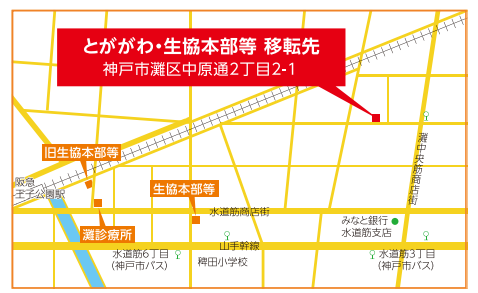 とががわ・生協本部等 移転先
神戸市灘区中原通2丁目2-1
旧生協本部等
阪急
王子公園駅
生協本部等
灘診療所
水道筋商店街
灘中央筋商店街
みなと銀行
水道筋支店
山手幹線
稗田小学校
水道筋6丁目
(神戸市バス)
水道筋3丁目
(神戸市バス)